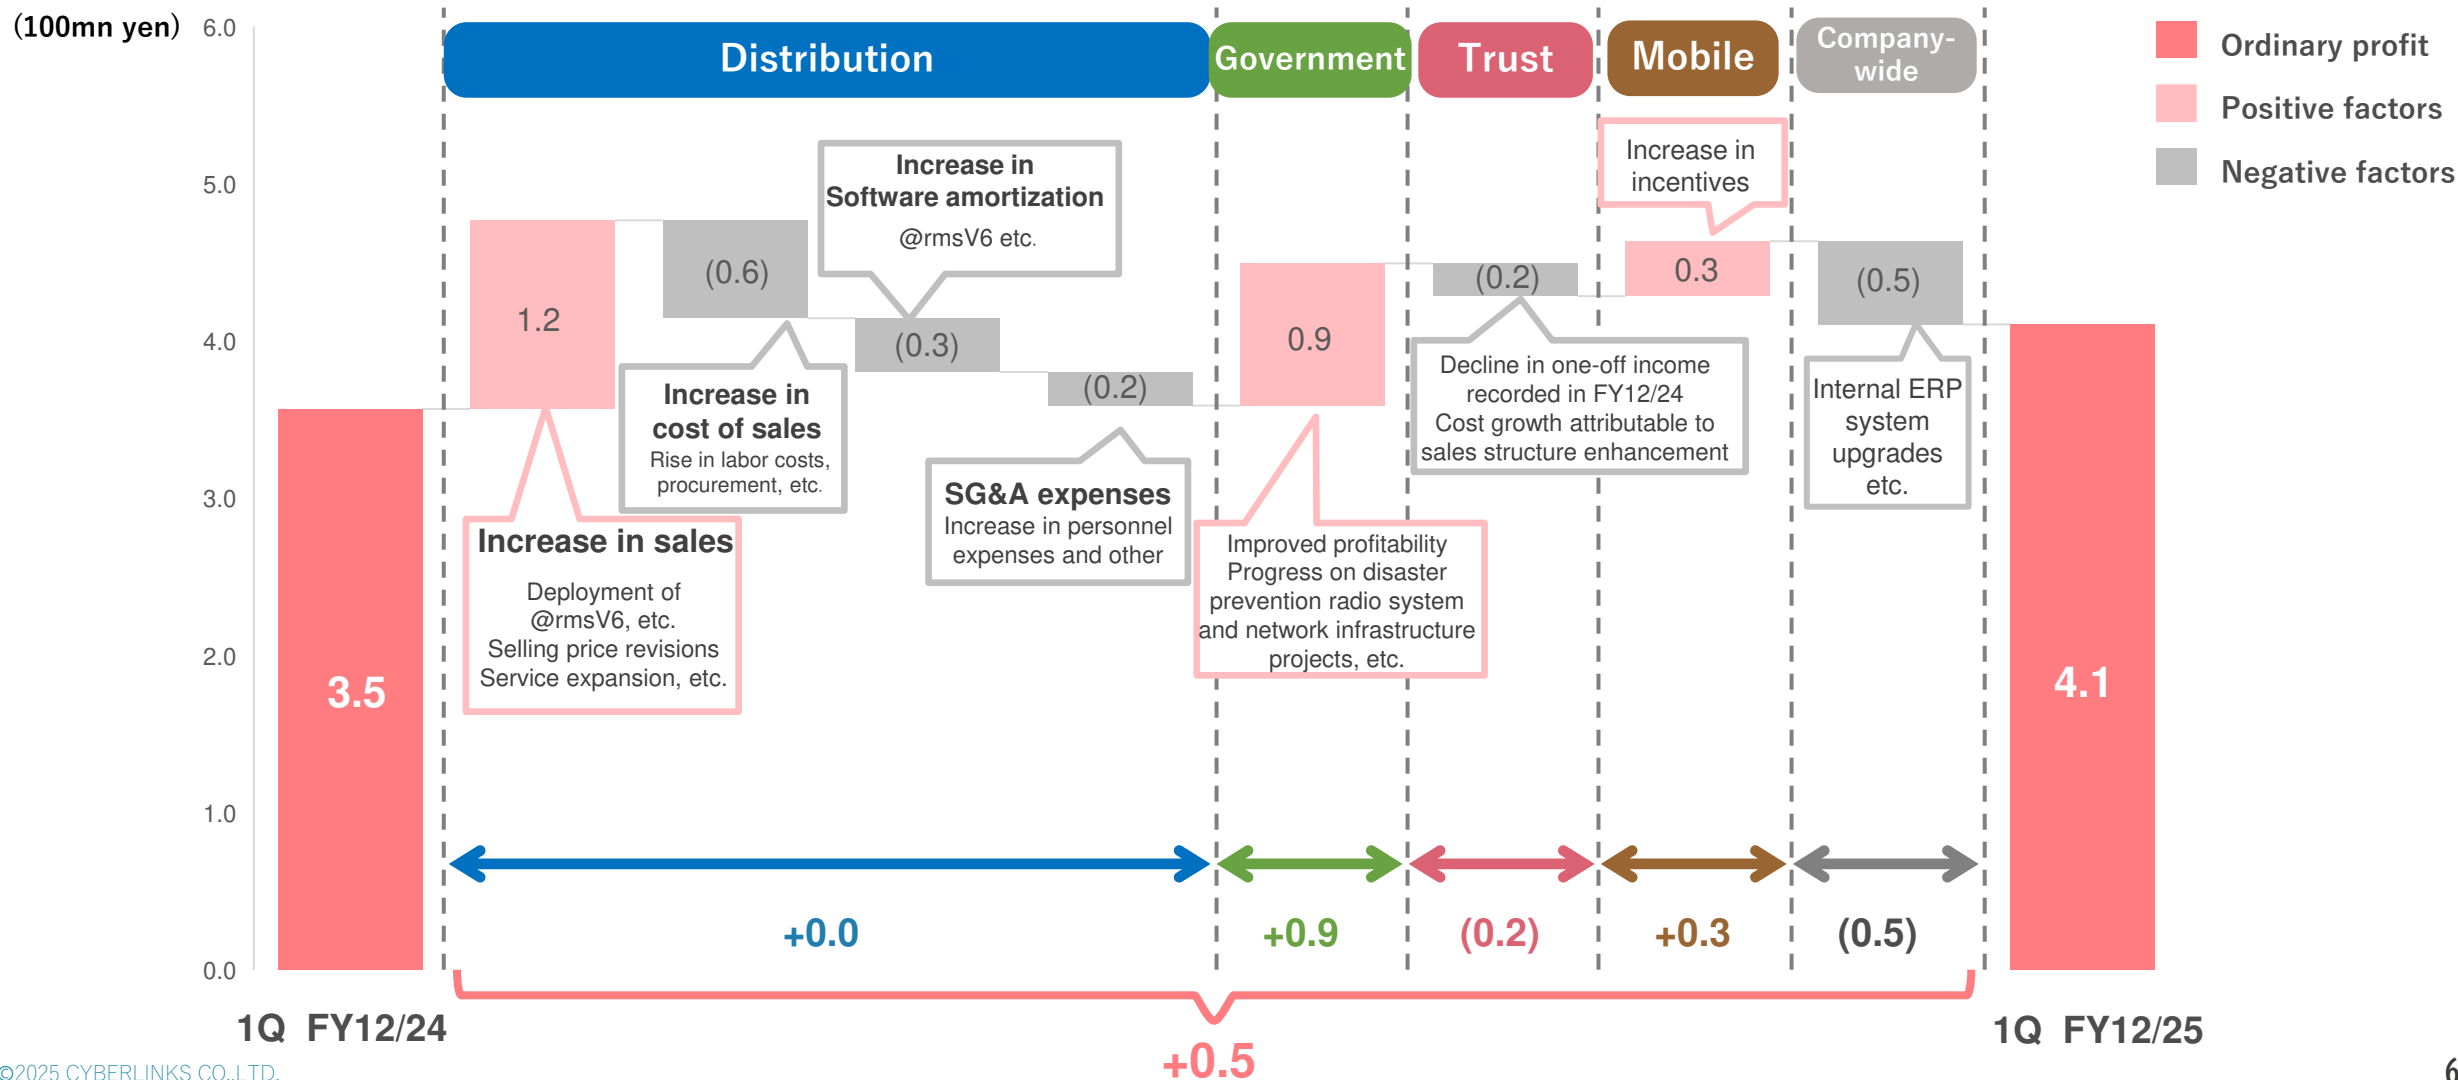 (100mn yen)
6.0
5.0
4.0
3.0
2.0
1.0
0.0
Distribution
Government
Trust
Mobile
Company-
wide
Ordinary profit
Positive factors
Negative factors
3.5
1.2
(0.6)
(0.3)
(0.2)
0.9
(0.2)
0.3
(0.5)
4.1
Increase in sales
Deployment of
@rmsV6, etc.
Selling price revisions
Service expansion, etc.
Increase in
cost of sales
Rise in labor costs,
procurement, etc.
Increase in
Software amortization
@rmsV6 etc.
SG&A expenses
Increase in personnel
expenses and other
Improved profitability
Progress on disaster
prevention radio system
and network infrastructure
projects, etc.
Decline in one-off income
recorded in FY12/24
Cost growth attributable to
sales structure enhancement
Increase in
incentives
Internal ERP
system
upgrades
etc.
+0.0
+0.9
(0.2)
+0.3
(0.5)
+0.5
1Q FY12/24
1Q FY12/25
©2025 CYBERLINKS CO.,LTD.
6